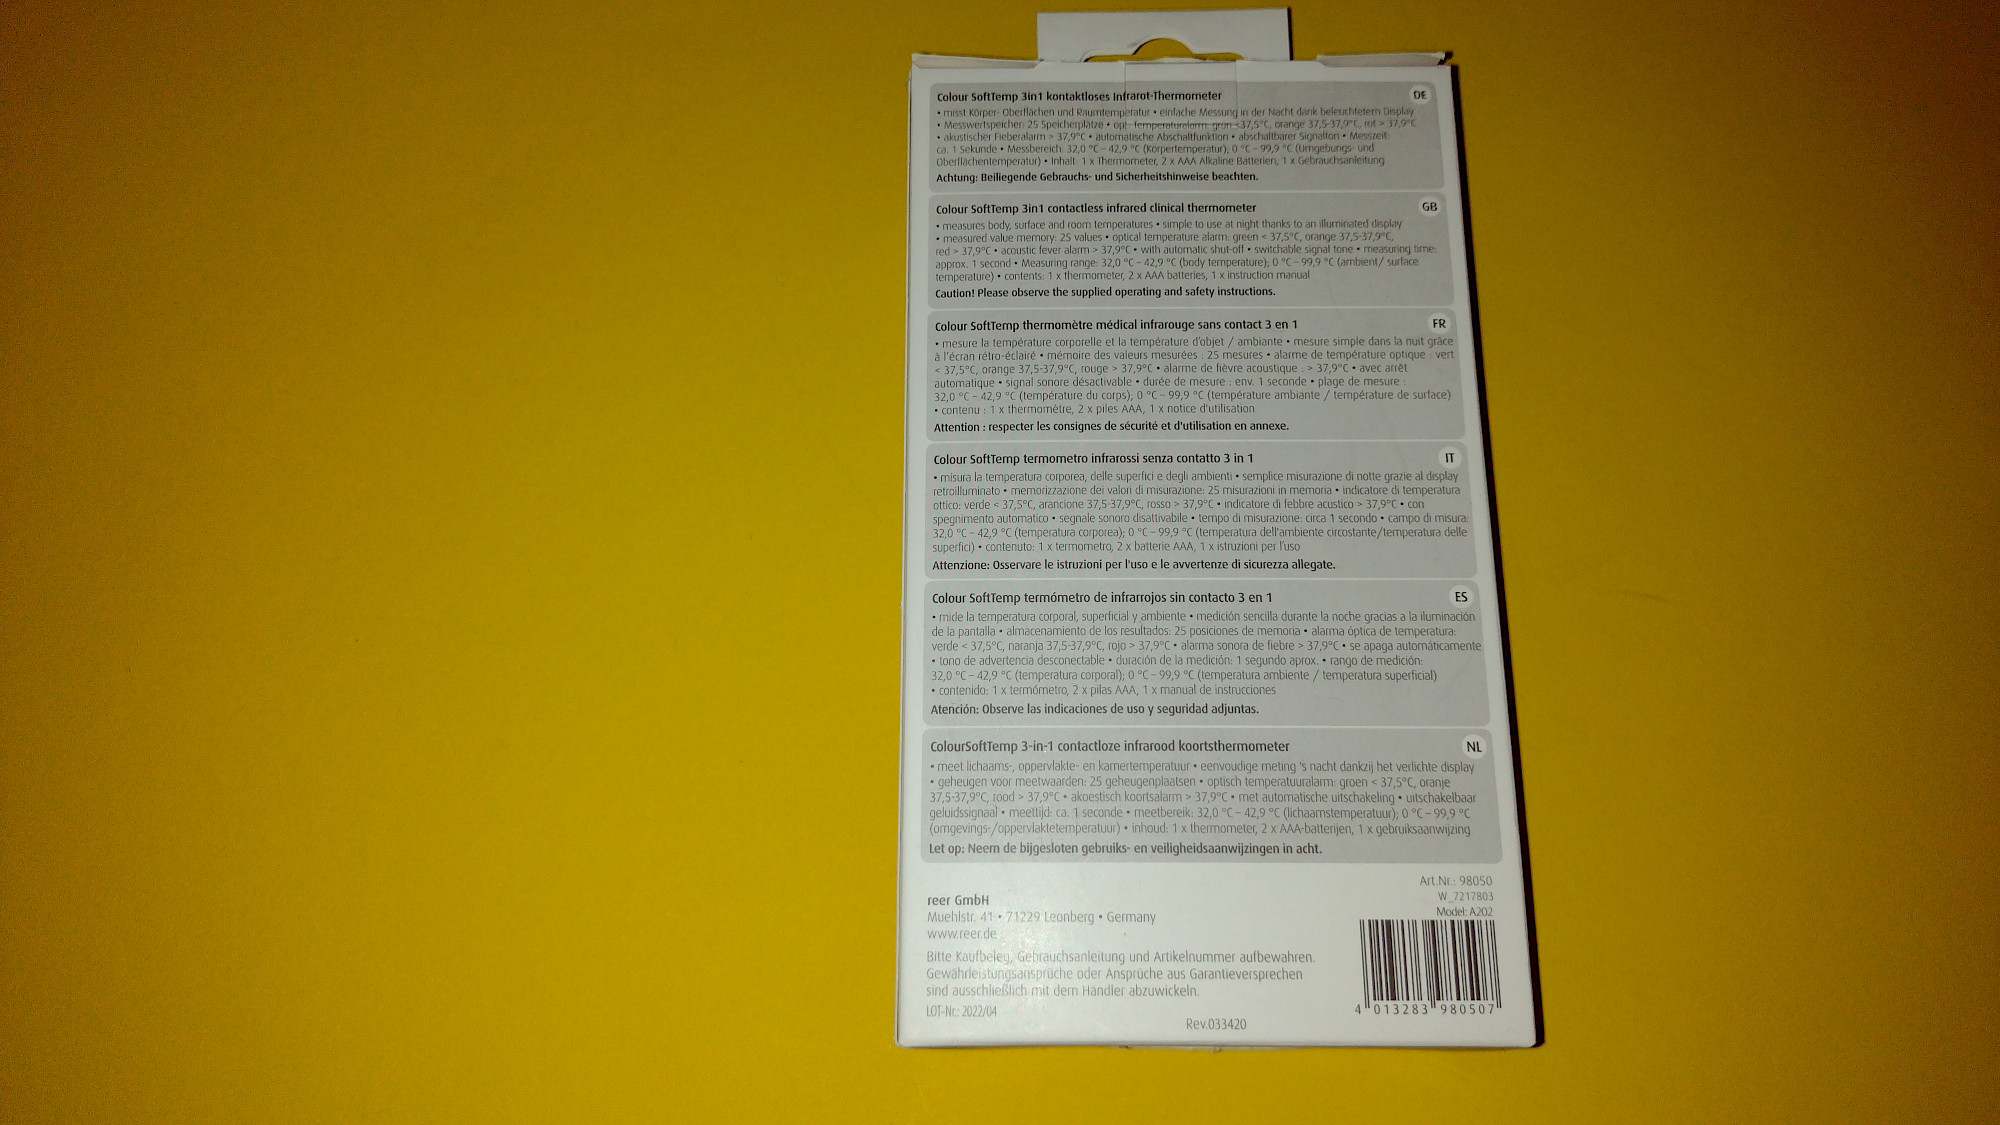 Colour SoftTemp 3in1 kontaktloses Infrarot-Thermometer
DE
• misst Körper- Oberflächen und Raumtemperatur • einfache Messung in der Nacht dank beleuchtetem Display
• Messwertspeicher: 25 Speicherplätze • opt. Temperaturalarm: grün <37,5°C, orange 37,5-37,9°C, rot > 37,9°C
• akustischer Fieberalarm > 37,9°C • automatische Abschaltfunktion • abschaltbarer Signalton • Messzeit:
ca. 1 Sekunde • Messbereich: 32,0 °C – 42,9 °C (Körpertemperatur); 0 °C – 99,9 °C (Umgebungs- und
Oberflächentemperatur) • Inhalt: 1 x Thermometer, 2 x AAA Alkaline Batterien, 1 x Gebrauchsanleitung
Achtung: Beiliegende Gebrauchs- und Sicherheitshinweise beachten.
Colour SoftTemp 3in1 contactless infrared clinical thermometer
GB
• measures body, surface and room temperatures • simple to use at night thanks to an illuminated display
• measured value memory: 25 values • optical temperature alarm: green < 37,5°C, orange 37,5-37,9°C,
red > 37,9°C • acoustic fever alarm > 37,9°C • with automatic shut-off • switchable signal tone • measuring time:
approx. 1 second • Measuring range: 32,0 °C – 42,9 °C (body temperature); 0 °C – 99,9 °C (ambient/ surface
temperature) • contents: 1 x thermometer, 2 x AAA batteries, 1 x instruction manual
Caution! Please observe the supplied operating and safety instructions.
Colour SoftTemp thermomètre médical infrarouge sans contact 3 en 1
FR
• mesure la température corporelle et la température d'objet / ambiante • mesure simple dans la nuit grâce
à l'écran rétro-éclairé • mémoire des valeurs mesurées : 25 mesures • alarme de température optique : vert
< 37,5°C, orange 37,5-37,9°C, rouge > 37,9°C • alarme de fièvre acoustique : > 37,9°C • avec arrêt
automatique • signal sonore désactivable • durée de mesure : env. 1 seconde • plage de mesure :
32,0 °C – 42,9 °C (température du corps); 0 °C – 99,9 °C (température ambiante / température de surface)
• contenu : 1 x thermomètre, 2 x piles AAA, 1 x notice d'utilisation
Attention : respecter les consignes de sécurité et d'utilisation en annexe.
Colour SoftTemp termometro infrarossi senza contatto 3 in 1
IT
• misura la temperatura corporea, delle superfici e degli ambienti • semplice misurazione di notte grazie al display
retroilluminato • memorizzazione dei valori di misurazione: 25 misurazioni in memoria • indicatore di temperatura
ottico: verde < 37,5°C, arancione 37,5-37,9°C, rosso > 37,9°C • indicatore di febbre acustico > 37,9°C • con
spegnimento automatico • segnale sonoro disattivabile • tempo di misurazione: circa 1 secondo • campo di misura:
32,0 °C – 42,9 °C (temperatura corporea); 0 °C – 99,9 °C (temperatura dell'ambiente circostante/temperatura delle
superfici) • contenuto: 1 x termometro, 2 x batterie AAA, 1 x istruzioni per l'uso
Attenzione: Osservare le istruzioni per l'uso e le avvertenze di sicurezza allegate.
Colour SoftTemp termómetro de infrarrojos sin contacto 3 en 1
ES
• mide la temperatura corporal, superficial y ambiente • medición sencilla durante la noche gracias a la iluminación
de la pantalla • almacenamiento de los resultados: 25 posiciones de memoria • alarma óptica de temperatura:
verde < 37,5°C, naranja 37,5-37,9°C, rojo > 37,9°C • alarma sonora de fiebre > 37,9°C • se apaga automáticamente
• tono de advertencia desconectable • duración de la medición: 1 segundo aprox. • rango de medición:
32,0 °C – 42,9 °C (temperatura corporal); 0 °C – 99,9 °C (temperatura ambiente / temperatura superficial)
• contenido: 1 x termómetro, 2 x pilas AAA, 1 x manual de instrucciones
Atención: Observe las indicaciones de uso y seguridad adjuntas.
ColourSoftTemp 3-in-1 contactloze infrarood koortsthermometer
NL
• meet lichaams-, oppervlakte- en kamertemperatuur • eenvoudige meting 's nacht dankzij het verlichte display
• geheugen voor meetwaarden: 25 geheugenplaatsen • optisch temperatuuralarm: groen < 37,5°C, oranje
37,5-37,9°C, rood > 37,9°C • akoestisch koortsalarm > 37,9°C • met automatische uitschakeling • uitschakelbaar
geluidssignaal • meettijd: ca. 1 seconde • meetbereik: 32,0 °C – 42,9 °C (lichaamstemperatuur); 0 °C – 99,9 °C
(omgevings-/oppervlaktetemperatuur) • inhoud: 1 x thermometer, 2 x AAA-batterijen, 1 x gebruiksaanwijzing
Let op: Neem de bijgesloten gebruiks- en veiligheidsaanwijzingen in acht.
Art.Nr.: 98050
W_7217803
Model: A202
reer GmbH
Muehlstr. 41 • 71229 Leonberg • Germany
www.reer.de
Bitte Kaufbeleg, Gebrauchsanleitung und Artikelnummer aufbewahren.
Gewährleistungsansprüche oder Ansprüche aus Garantieversprechen
sind ausschließlich mit dem Händler abzuwickeln.
LOT-Nr.: 2022/04
Rev.033420
4 013283 980507